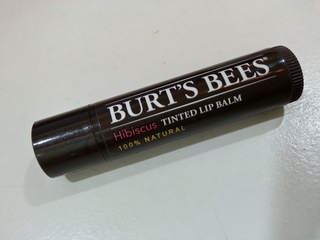 BURT'S BEES
Hibiscus TINTED LIP BALM
100% NATURAL